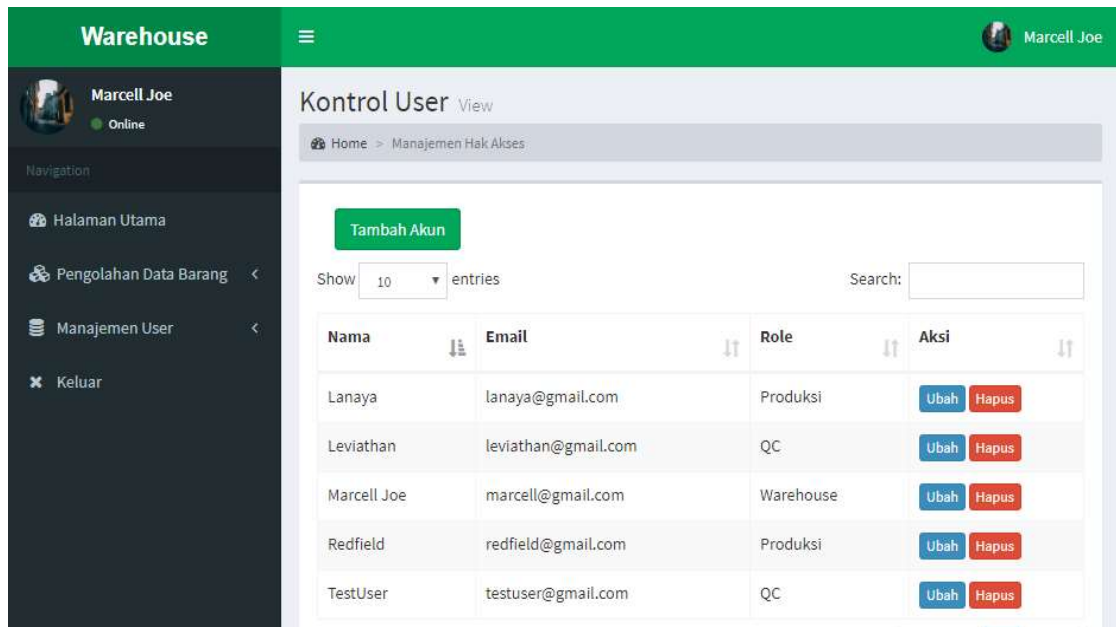 Warehouse
Marcell Joe
Marcell Joe
Online
Navigation
Halaman Utama
Pengolahan Data Barang
Manajemen User
Keluar
Kontrol User View
Home > Manajemen Hak Akses
Tambah Akun
Show 10 entries
Search:
Nama Email Role Aksi
Lanaya lanaya@gmail.com Produksi Ubah Hapus
Leviathan leviathan@gmail.com QC Ubah Hapus
Marcell Joe marcell@gmail.com Warehouse Ubah Hapus
Redfield redfield@gmail.com Produksi Ubah Hapus
TestUser testuser@gmail.com QC Ubah Hapus